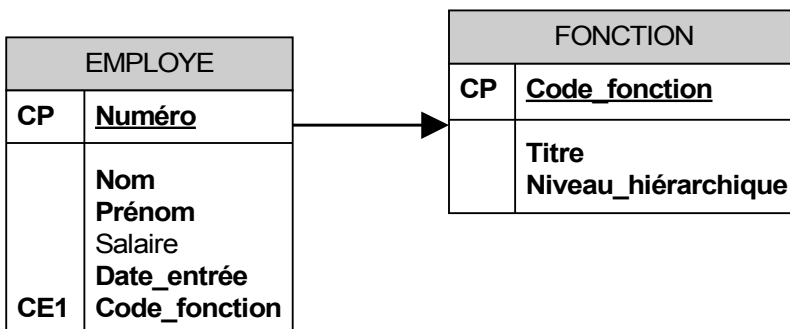 EMPLOYE
CP Numéro
Nom
Prénom
Salaire
Date_entrée
CE1 Code_fonction
FONCTION
CP Code_fonction
Titre
Niveau_hiérarchique